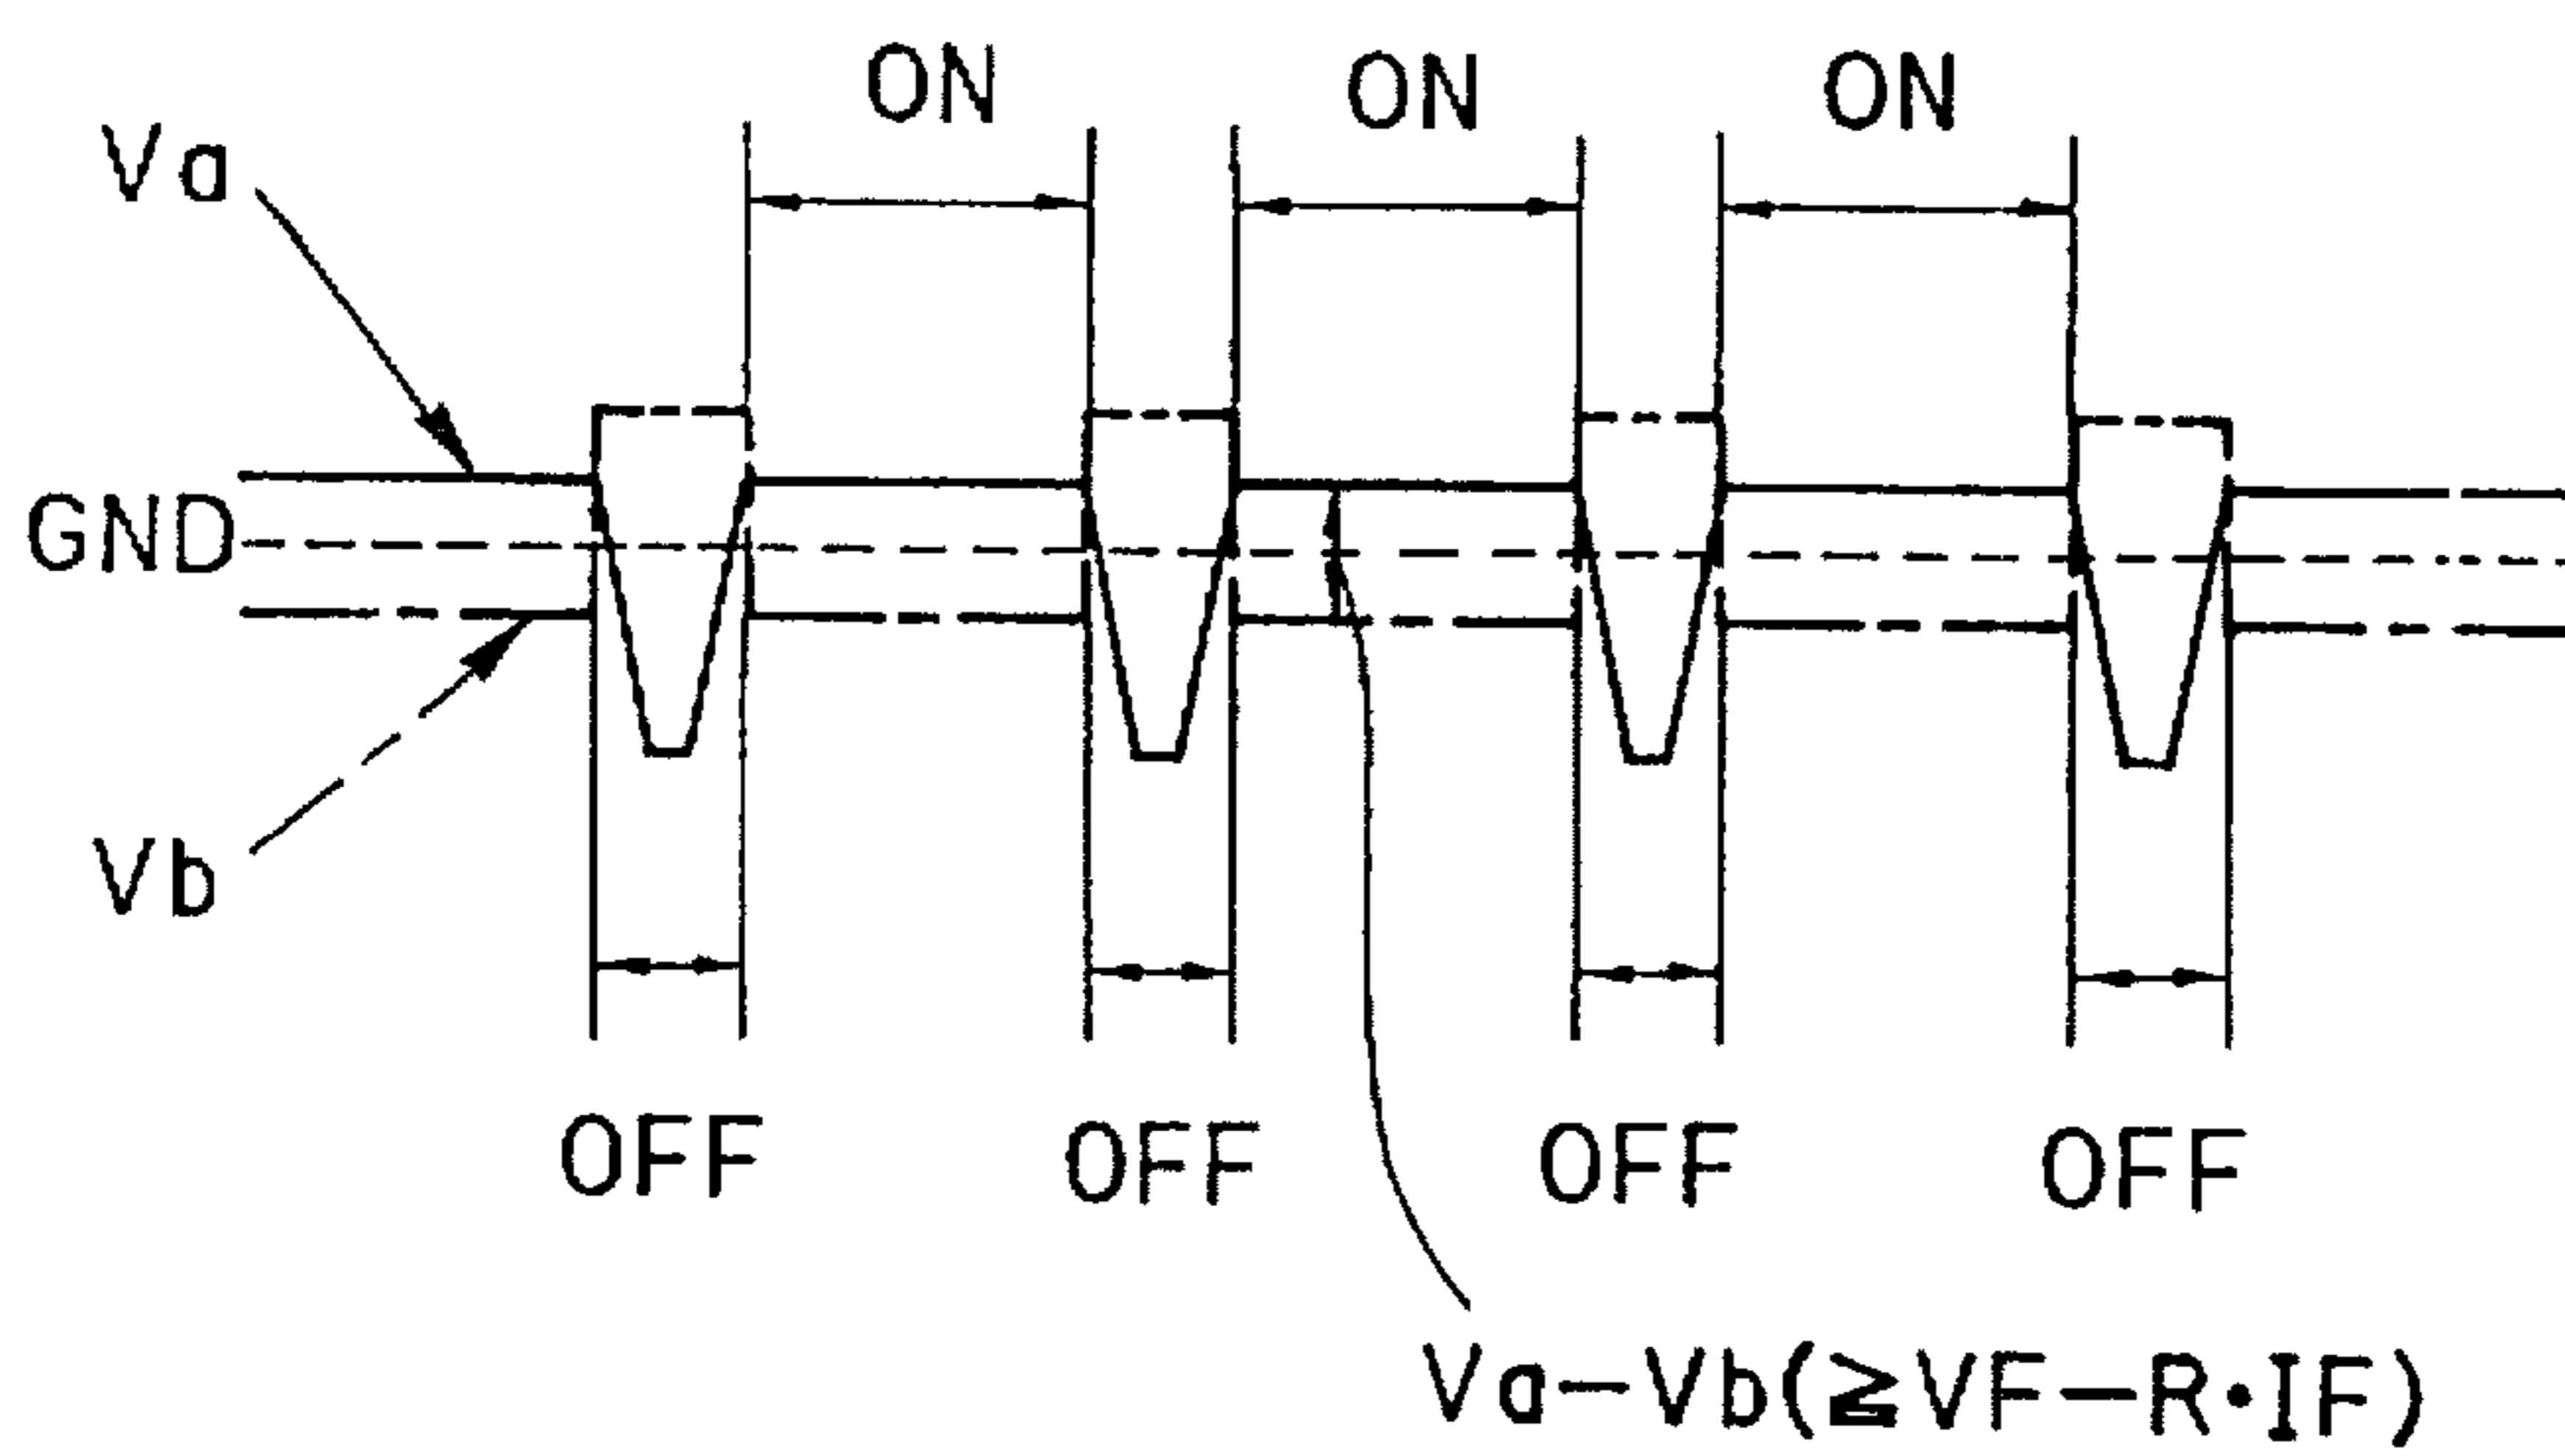 ON ON ON
Va
GND
Vb
OFF OFF OFF OFF
Va-Vb(≧VF-R•IF)